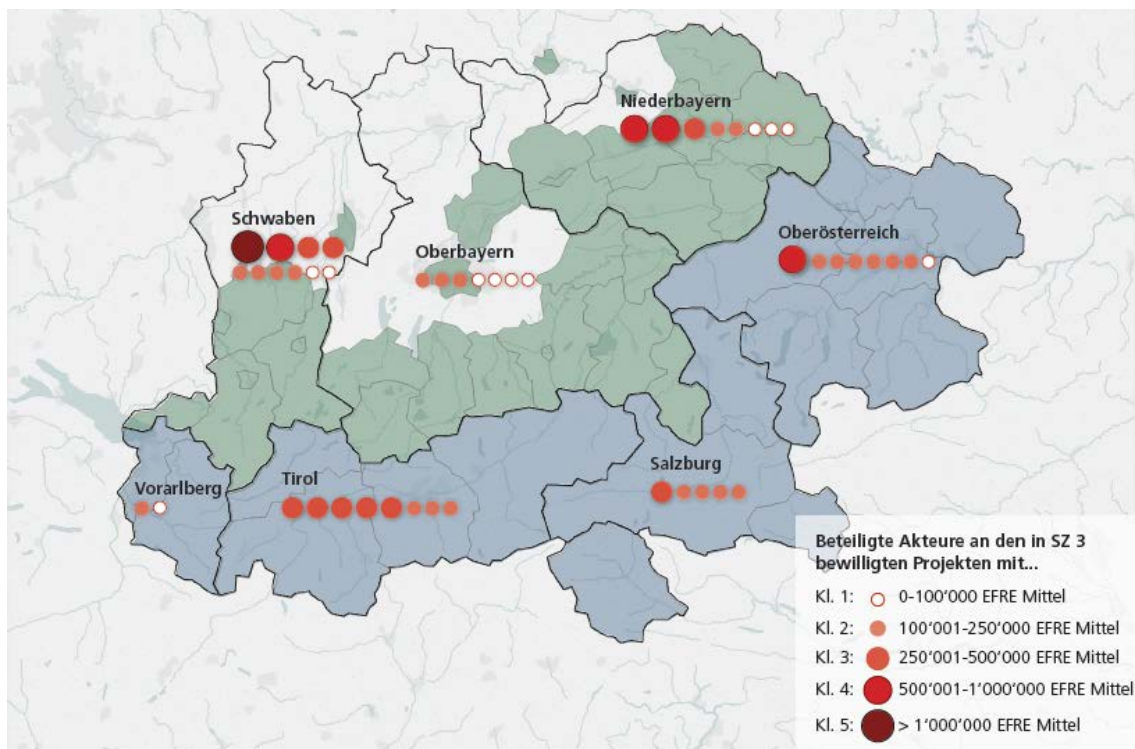 Niederbayern
Schwaben
Oberbayern
Oberösterreich
Vorarlberg
Tirol
Salzburg
Beteiligte Akteure an den in SZ 3
bewilligten Projekten mit...
Kl. 1: 0-100'000 EFRE Mittel
Kl. 2: 100'001-250'000 EFRE Mittel
Kl. 3: 250'001-500'000 EFRE Mittel
Kl. 4: 500'001-1'000'000 EFRE Mittel
Kl. 5: > 1'000'000 EFRE Mittel